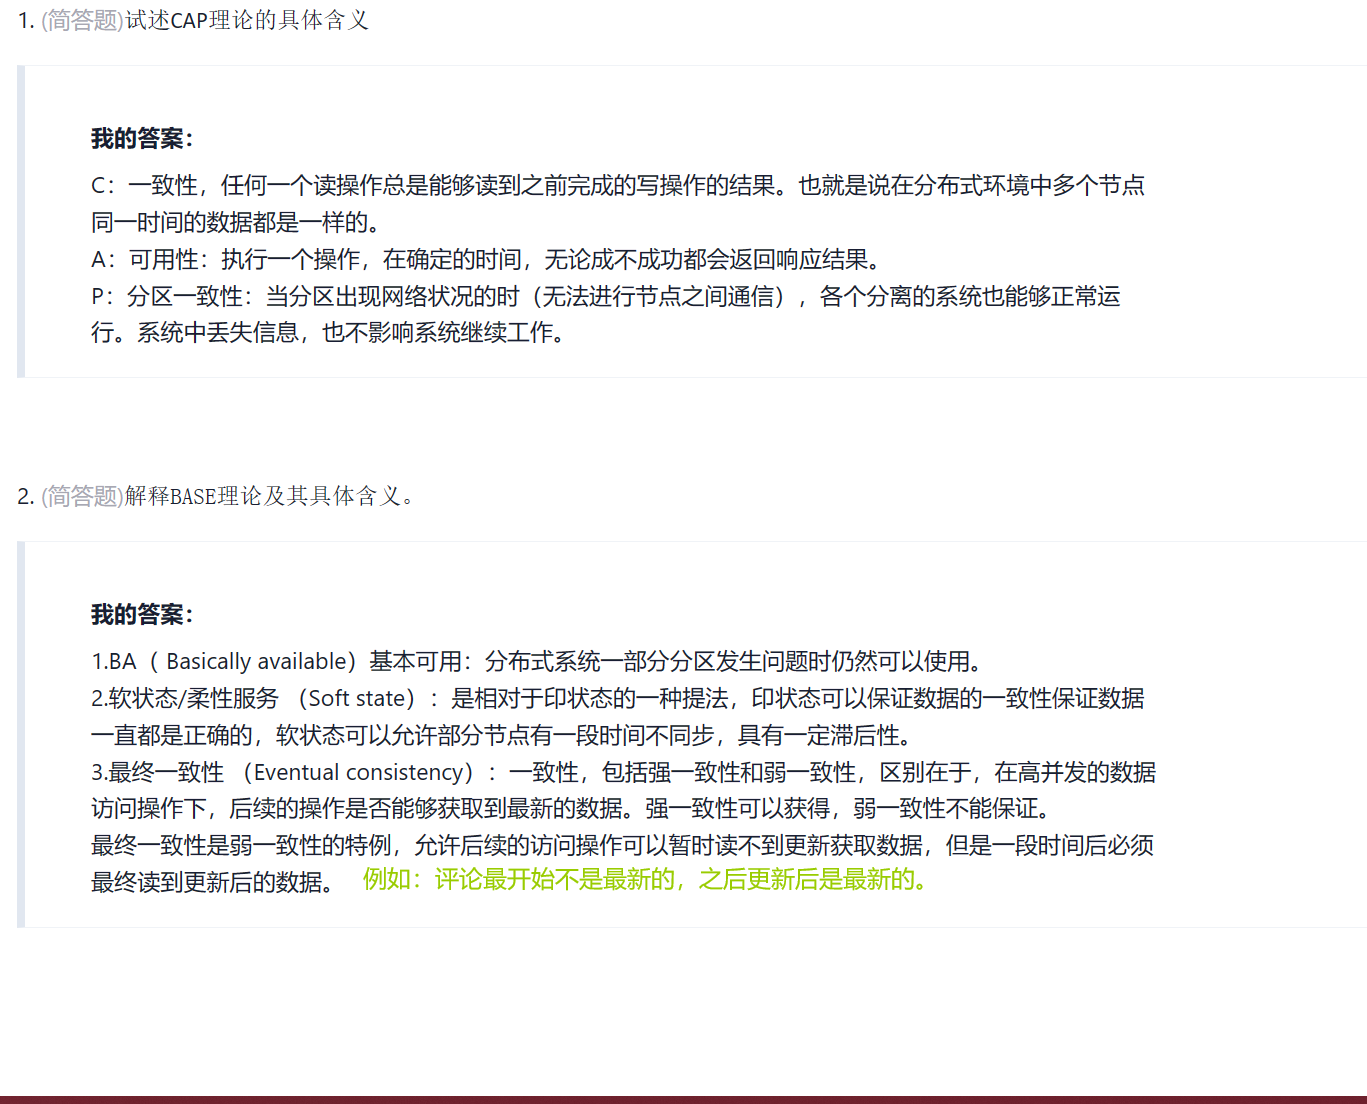 1. (简答题)试述CAP理论的具体含义
我的答案：
C：一致性，任何一个读操作总是能够读到之前完成的写操作的结果。也就是说在分布式环境中多个节点
同一时间的数据都是一样的。
A：可用性：执行一个操作，在确定的时间，无论成不成功都会返回响应结果。
P：分区一致性：当分区出现网络状况的时（无法进行节点之间通信），各个分离的系统也能够正常运
行。系统中丢失信息，也不影响系统继续工作。
2. (简答题)解释BASE理论及其具体含义。
我的答案：
1.BA（ Basically available）基本可用：分布式系统一部分分区发生问题时仍然可以使用。
2.软状态/柔性服务 （Soft state）：是相对于印状态的一种提法，印状态可以保证数据的一致性保证数据
一直都是正确的，软状态可以允许部分节点有一段时间不同步，具有一定滞后性。
3.最终一致性 （Eventual consistency）：一致性，包括强一致性和弱一致性，区别在于，在高并发的数据
访问操作下，后续的操作是否能够获取到最新的数据。强一致性可以获得，弱一致性不能保证。
最终一致性是弱一致性的特例，允许后续的访问操作可以暂时读不到更新获取数据，但是一段时间后必须
最终读到更新后的数据。 例如：评论最开始不是最新的，之后更新后是最新的。